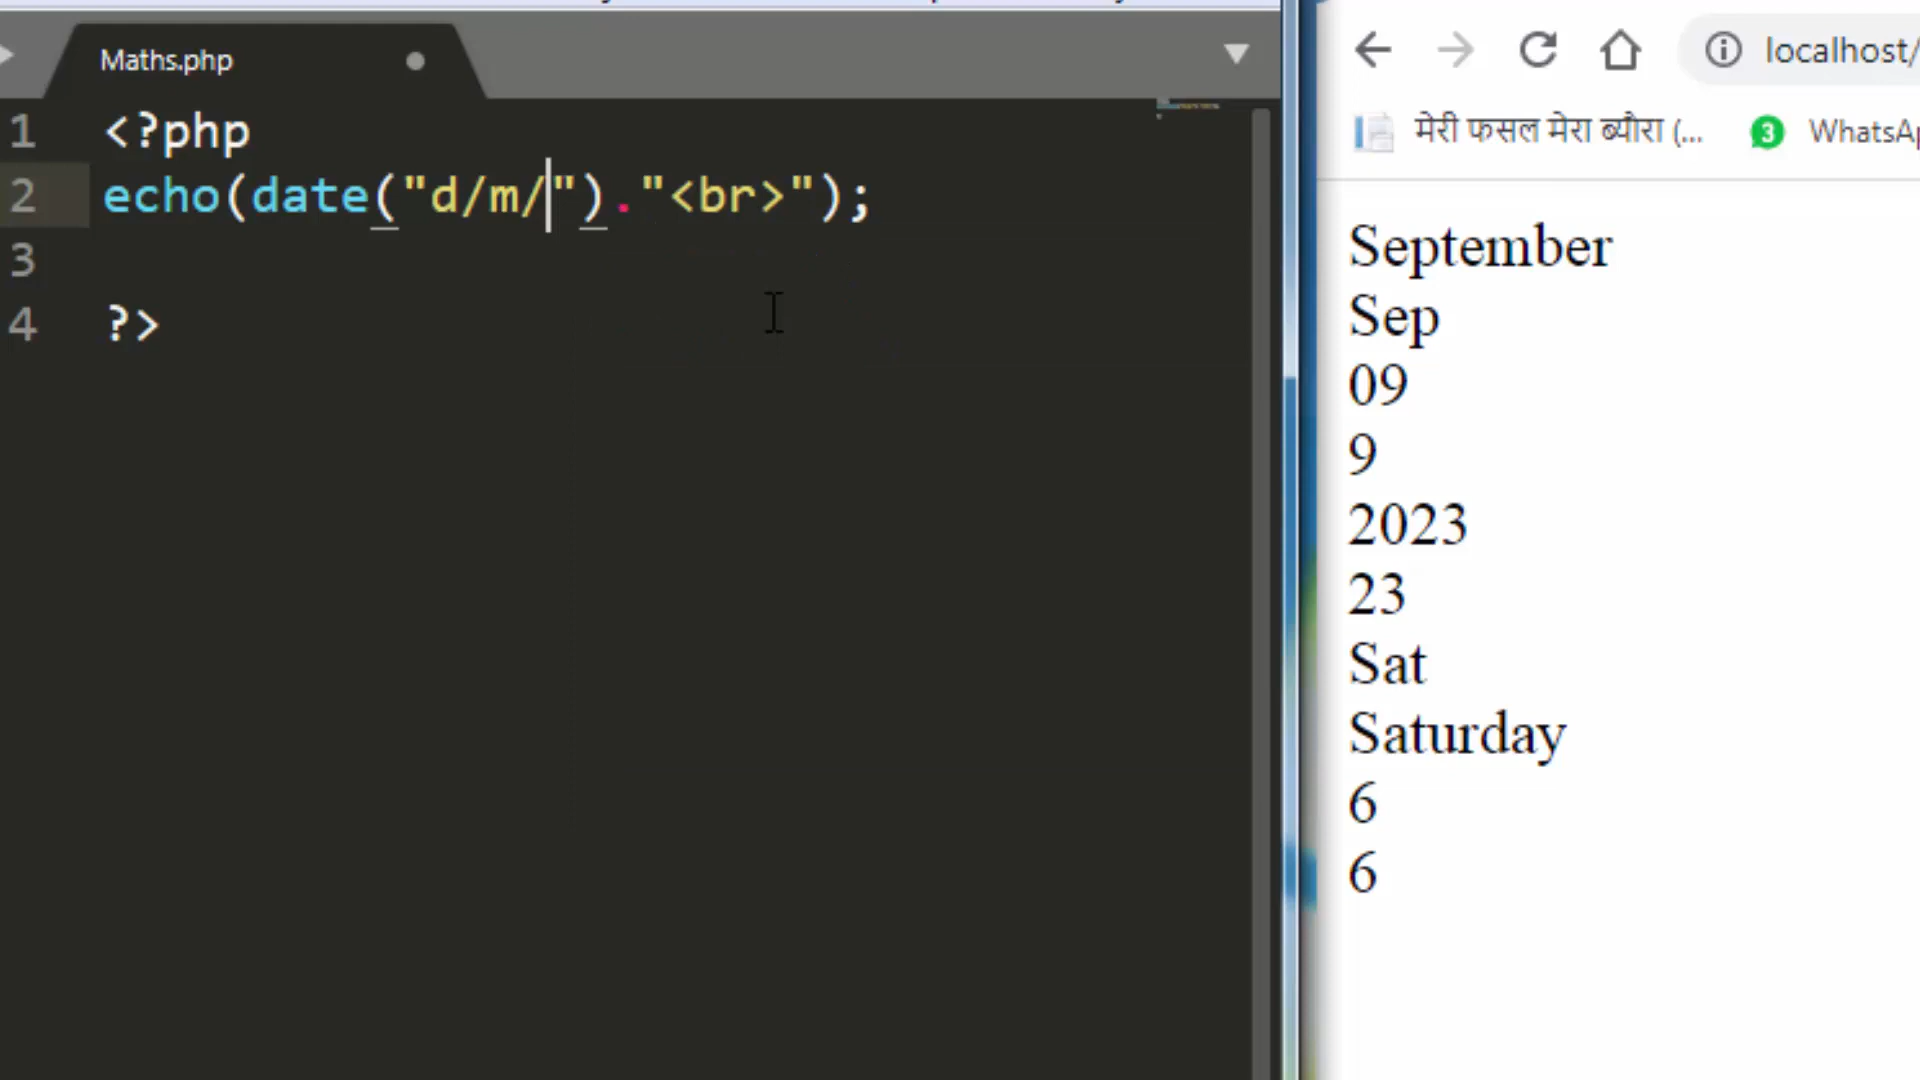 Maths.php
1 <?php
2 echo(date("d/m/")."<br>");
3
4 ?>
localhost/
मेरी फसल मेरा ब्यौरा (...
3 WhatsAp
September
Sep
09
9
2023
23
Sat
Saturday
6
6